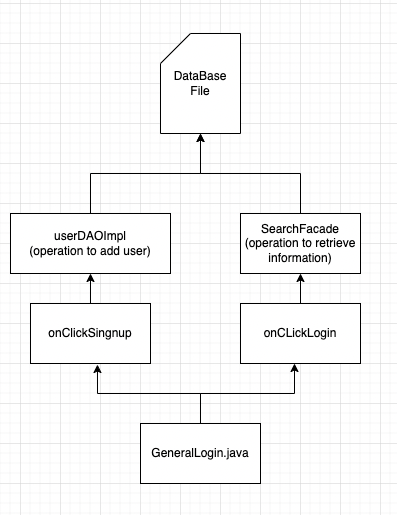 DataBase
File
userDAOImpl
(operation to add user)
SearchFacade
(operation to retrieve
information)
onClickSingnup
onCLickLogin
GeneralLogin.java